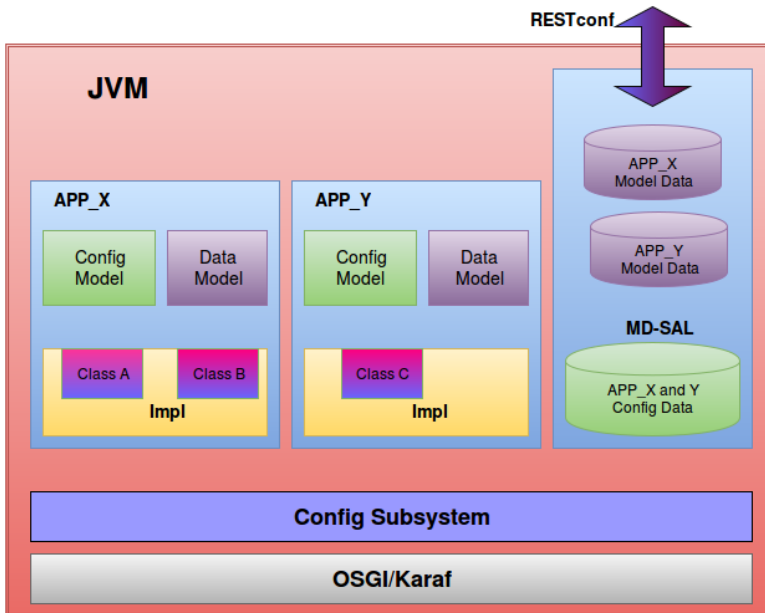 RESTconf
JVM
APP_X
Model Data
APP_Y
Model Data
MD-SAL
APP_X and Y
Config Data
APP_X
Config
Model
Data
Model
Class A
Class B
Impl
APP_Y
Config
Model
Data
Model
Class C
Impl
Config Subsystem
OSGI/Karaf